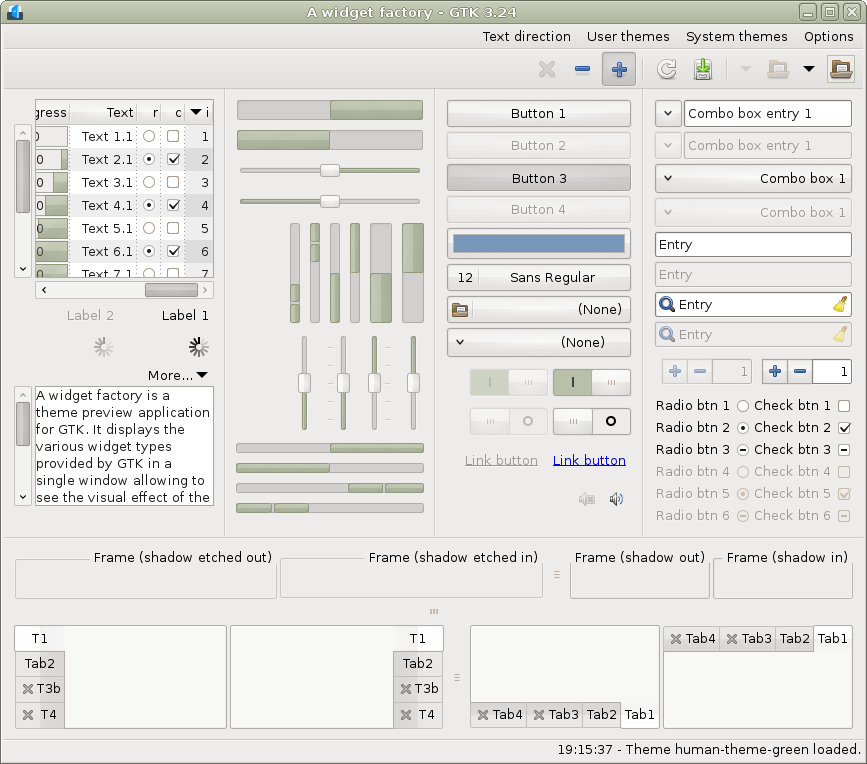 A widget factory - GTK 3.24
Text direction User themes System themes Options
gress Text r c i
0 Text 1.1 1
0 Text 2.1 2
0 Text 3.1 3
0 Text 4.1 4
0 Text 5.1 5
0 Text 6.1 6
0 Text 7.1 7
Label 2 Label 1
More...
A widget factory is a
theme preview application
for GTK. It displays the
various widget types
provided by GTK in a
single window allowing to
see the visual effect of the
Button 1
Button 2
Button 3
Button 4
12 Sans Regular
(None)
(None)
Link button Link button
Combo box entry 1
Combo box entry 1
Combo box 1
Combo box 1
Entry
Entry
Entry
Entry
1 1
Radio btn 1 Check btn 1
Radio btn 2 Check btn 2
Radio btn 3 Check btn 3
Radio btn 4 Check btn 4
Radio btn 5 Check btn 5
Radio btn 6 Check btn 6
Frame (shadow etched out) Frame (shadow etched in) Frame (shadow out) Frame (shadow in)
T1
Tab2
T3b
T4
T1
Tab2
T3b
T4
Tab4 Tab3 Tab2 Tab1
Tab4 Tab3 Tab2 Tab1
19:15:37 - Theme human-theme-green loaded.